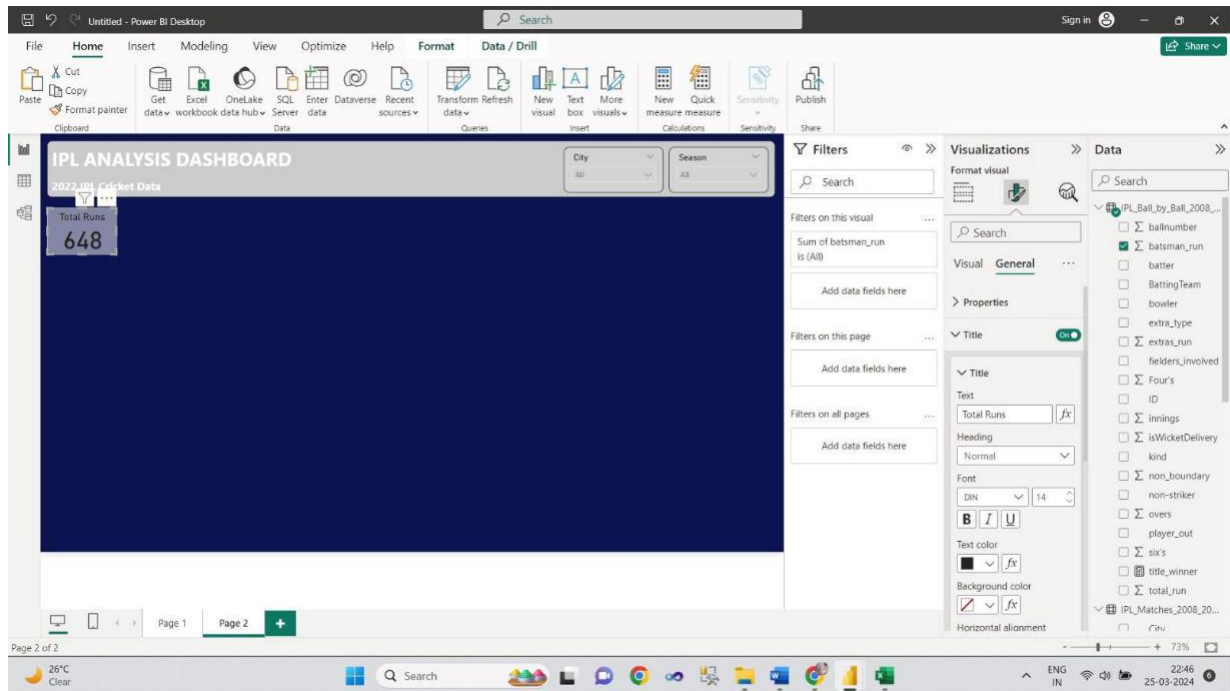 Untitled - Power BI Desktop
Search
Sign in
File Home Insert Modeling View Optimize Help Format Data / Drill
Share
Paste
Cut
Copy
Format painter
Get data
Excel workbook
OneLake data hub
SQL Server
Enter data
Dataverse
Recent sources
Transform data
Refresh
New visual
Text box
More visuals
New measure
Quick measure
Sensitivity
Publish
Clipboard Data Queries Insert Calculations Sensitivity Share
IPL ANALYSIS DASHBOARD
2022 IPL Cricket Data
City
All
Season
All
Total Runs
648
Filters
Search
Filters on this visual ...
Sum of batsman_run
is (All)
Add data fields here
Filters on this page ...
Add data fields here
Filters on all pages ...
Add data fields here
Visualizations
Format visual
Search
Visual General ...
Properties
Title On
Title
Text
Total Runs fx
Heading
Normal
Font
DIN 14
B I U
Text color
fx
Background color
fx
Horizontal alignment
Data
Search
IPL_Ball_by_Ball_2008_...
Σ ballnumber
Σ batsman_run
batter
BattingTeam
bowler
extra_type
Σ extras_run
fielders_involved
Σ Four's
ID
Σ innings
Σ isWicketDelivery
kind
Σ non_boundary
non-striker
Σ overs
player_out
Σ six's
title_winner
Σ total_run
IPL_Matches_2008_20...
City
Page 1 Page 2 +
Page 2 of 2
- + 73%
26°C
Clear
Search
ENG
IN
22:46
25-03-2024